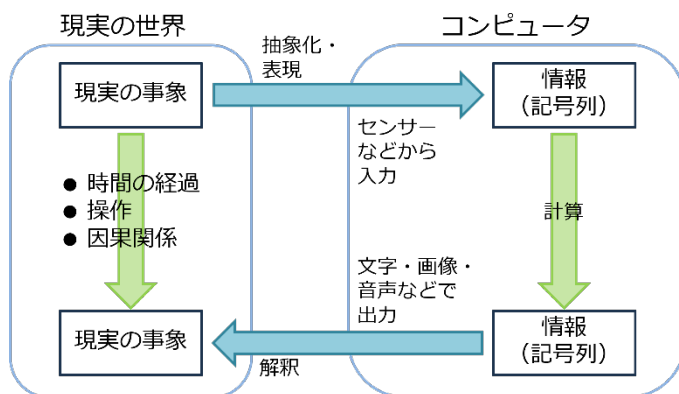 現実の世界
コンピュータ
抽象化・
表現
現実の事象
情報
（記号列）
センサー
などから
入力
● 時間の経過
● 操作
● 因果関係
計算
文字・画像・
音声などで
出力
現実の事象
情報
（記号列）
解釈